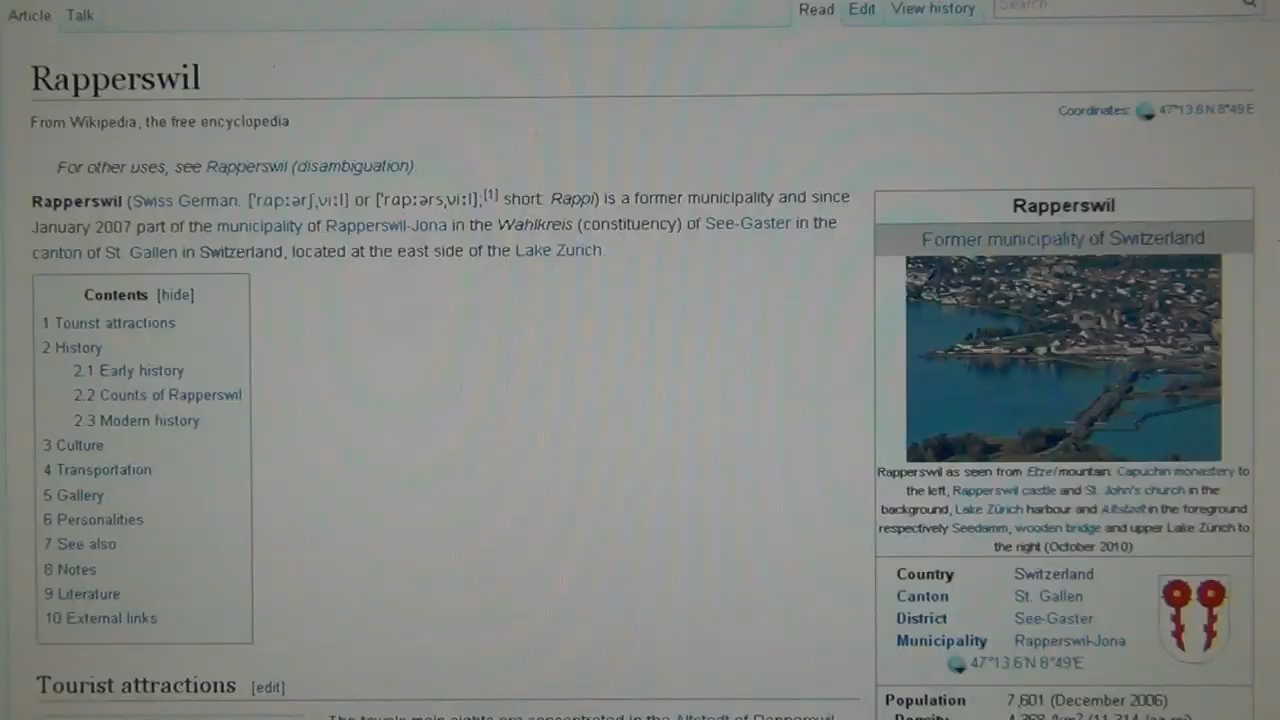 Article Talk Read Edit View history Search
Rapperswil
Coordinates: 47°13.6′N 8°49′E
From Wikipedia, the free encyclopedia
For other uses, see Rapperswil (disambiguation).
Rapperswil (Swiss German: [ˈrapːərʃˌʋiːl] or [ˈrapːərsˌʋiːl];[1] short: Rappi) is a former municipality and since
January 2007 part of the municipality of Rapperswil-Jona in the Wahlkreis (constituency) of See-Gaster in the
canton of St. Gallen in Switzerland, located at the east side of the Lake Zurich.
Contents [hide]
1 Tourist attractions
2 History
2.1 Early history
2.2 Counts of Rapperswil
2.3 Modern history
3 Culture
4 Transportation
5 Gallery
6 Personalities
7 See also
8 Notes
9 Literature
10 External links
Tourist attractions [edit]
Rapperswil
Former municipality of Switzerland
Rapperswil as seen from Etzel mountain: Capuchin monastery to
the left, Rapperswil castle and St. John's church in the
background, Lake Zürich harbour and Altstadt in the foreground
respectively Seedamm, wooden bridge and upper Lake Zürich to
the right (October 2010)
Country Switzerland
Canton St. Gallen
District See-Gaster
Municipality Rapperswil-Jona
47°13.6′N 8°49′E
Population 7,601 (December 2006)